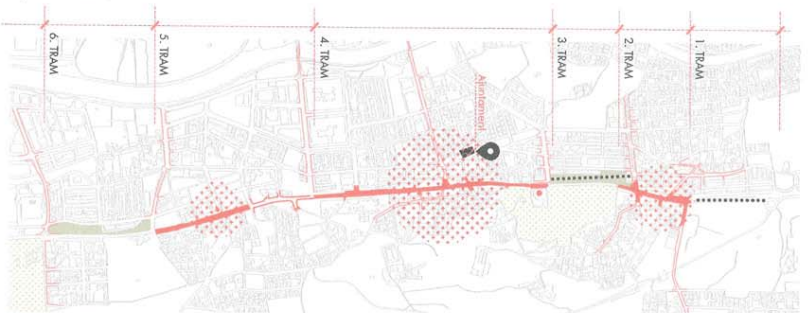 6. TRAM
5. TRAM
4. TRAM
3. TRAM
2. TRAM
1. TRAM
Ajuntament